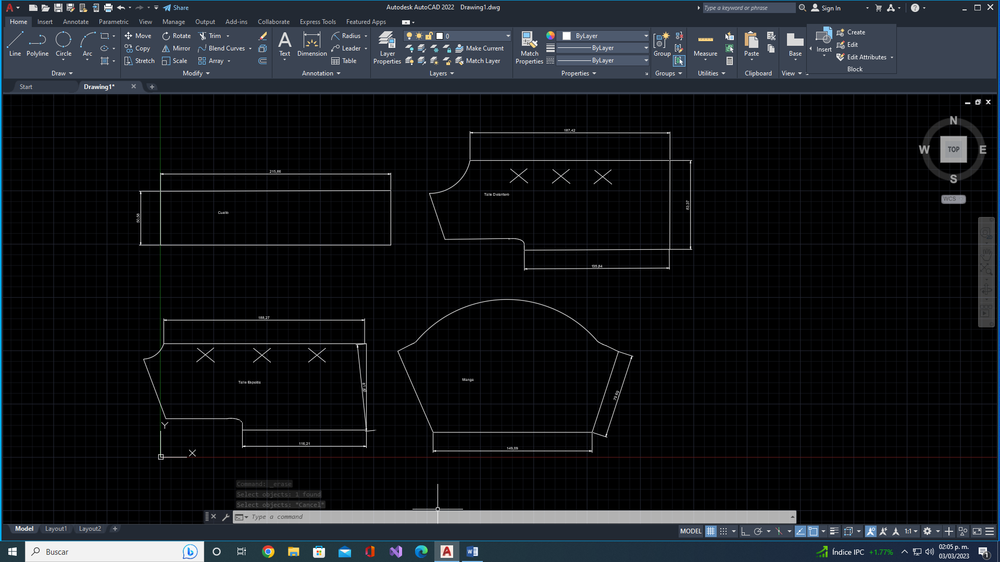 Share
Autodesk AutoCAD 2022 Drawing1.dwg
Type a keyword or phrase
Sign In
Home Insert Annotate Parametric View Manage Output Add-ins Collaborate Express Tools Featured Apps
Line Polyline Circle Arc
Draw
Move Rotate Trim
Copy Mirror Blend Curves
Stretch Scale Array
Modify
Text Dimension
Radius
Leader
Table
Annotation
Layer Properties
0
Make Current
Match Layer
Layers
Match Properties
ByLayer
ByLayer
ByLayer
Properties
Group
Groups
Measure
Utilities
Paste
Clipboard
Base
View
Insert
Create
Edit
Edit Attributes
Block
Start Drawing1*
N
W TOP E
S
WCS
2D
215,86
50,58
Cuello
187,42
Talle Delantero
83,37
135,84
188,27
Talle Espalda
81,62
116,21
Manga
79,69
149,09
Y
X
Command: _erase
Select objects: 1 found
Select objects: *Cancel*
Type a command
Model Layout1 Layout2
MODEL 1:1
Buscar
Índice IPC +1.77%
02:05 p. m.
03/03/2023
1